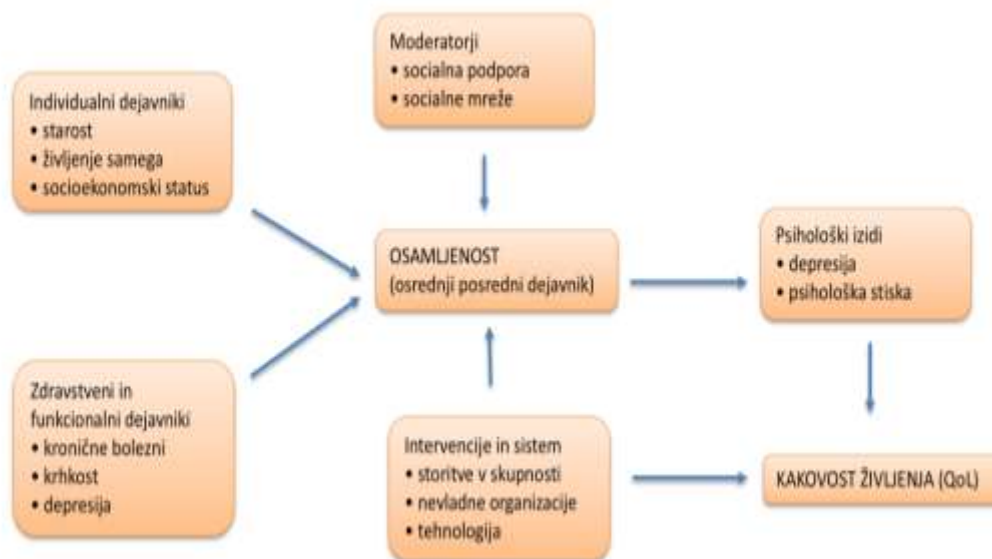 Moderatorji
• socialna podpora
• socialne mreže
Individualni dejavniki
• starost
• življenje samega
• socioekonomski status
OSAMLJENOST
(osrednji posredni dejavnik)
Psihološki izidi
• depresija
• psihološka stiska
Zdravstveni in
funkcionalni dejavniki
• kronične bolezni
• krhkost
• depresija
Intervencije in sistem
• storitve v skupnosti
• nevladne organizacije
• tehnologija
KAKOVOST ŽIVLJENJA (QoL)